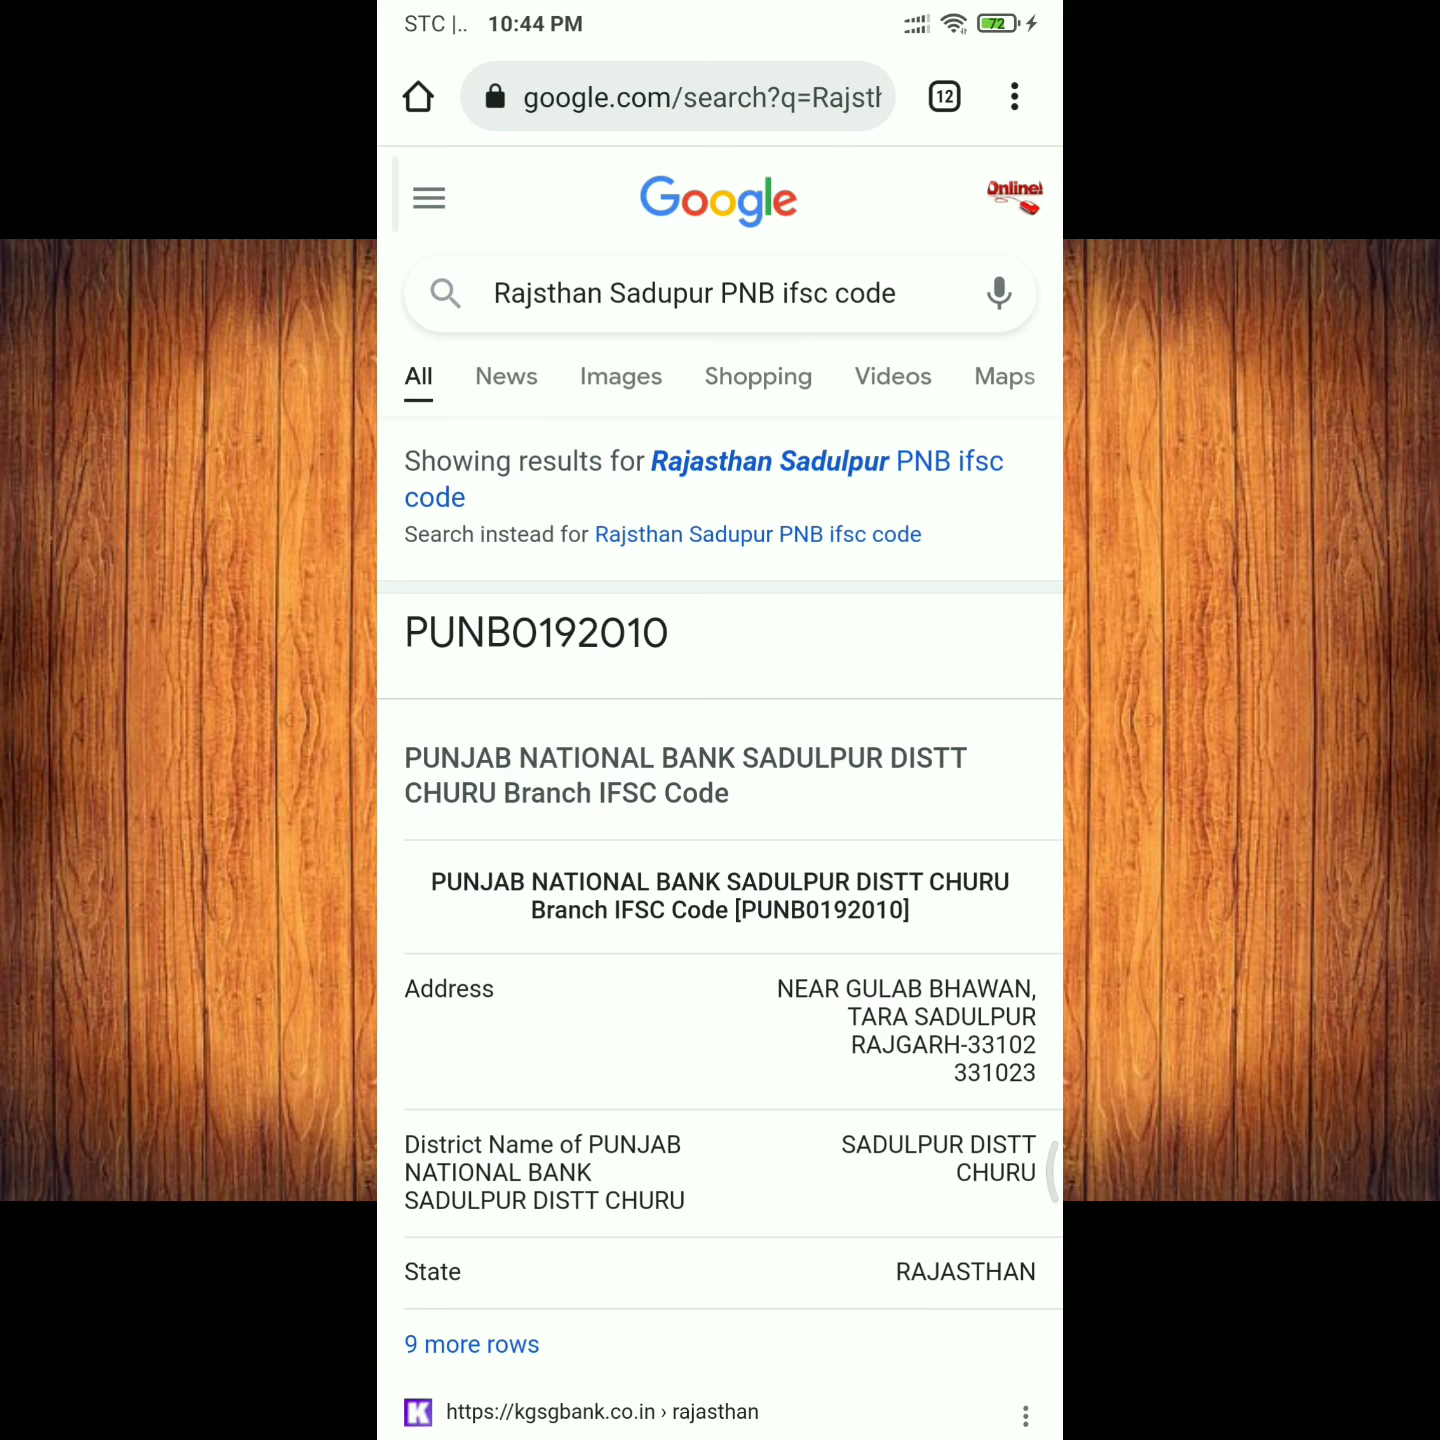 STC |.. 10:44 PM 72
google.com/search?q=Rajsth 12
Google Online!
Rajsthan Sadupur PNB ifsc code
All News Images Shopping Videos Maps
Showing results for Rajasthan Sadulpur PNB ifsc
code
Search instead for Rajsthan Sadupur PNB ifsc code
PUNB0192010
PUNJAB NATIONAL BANK SADULPUR DISTT
CHURU Branch IFSC Code
PUNJAB NATIONAL BANK SADULPUR DISTT CHURU
Branch IFSC Code [PUNB0192010]
Address NEAR GULAB BHAWAN,
TARA SADULPUR
RAJGARH-33102
331023
District Name of PUNJAB SADULPUR DISTT
NATIONAL BANK CHURU
SADULPUR DISTT CHURU
State RAJASTHAN
9 more rows
K https://kgsgbank.co.in › rajasthan